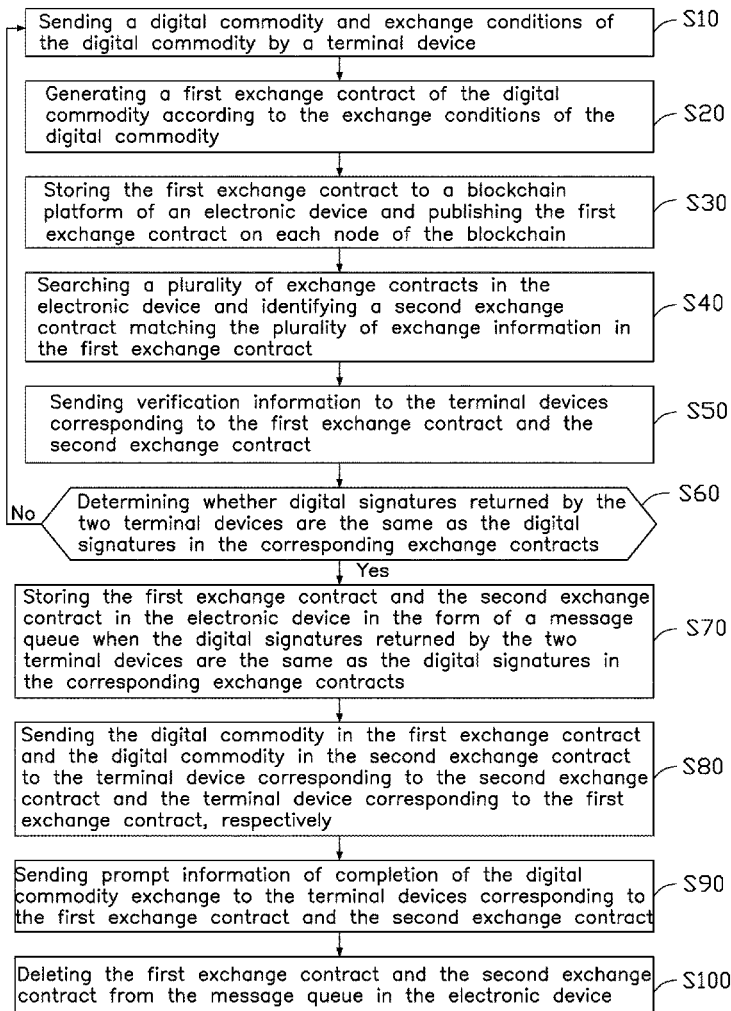 Sending a digital commodity and exchange conditions of
the digital commodity by a terminal device
S10
Generating a first exchange contract of the digital
commodity according to the exchange conditions of the
digital commodity
S20
Storing the first exchange contract to a blockchain
platform of an electronic device and publishing the first
exchange contract on each node of the blockchain
S30
Searching a plurality of exchange contracts in the
electronic device and identifying a second exchange
contract matching the plurality of exchange information in
the first exchange contract
S40
Sending verification information to the terminal devices
corresponding to the first exchange contract and the
second exchange contract
S50
Determining whether digital signatures returned by the
two terminal devices are the same as the digital
signatures in the corresponding exchange contracts
S60
No
Yes
Storing the first exchange contract and the second exchange
contract in the electronic device in the form of a message
queue when the digital signatures returned by the two
terminal devices are the same as the digital signatures in
the corresponding exchange contracts
S70
Sending the digital commodity in the first exchange contract
and the digital commodity in the second exchange contract
to the terminal device corresponding to the second exchange
contract and the terminal device corresponding to the first
exchange contract, respectively
S80
Sending prompt information of completion of the digital
commodity exchange to the terminal devices corresponding to
the first exchange contract and the second exchange contract
S90
Deleting the first exchange contract and the second exchange
contract from the message queue in the electronic device
S100